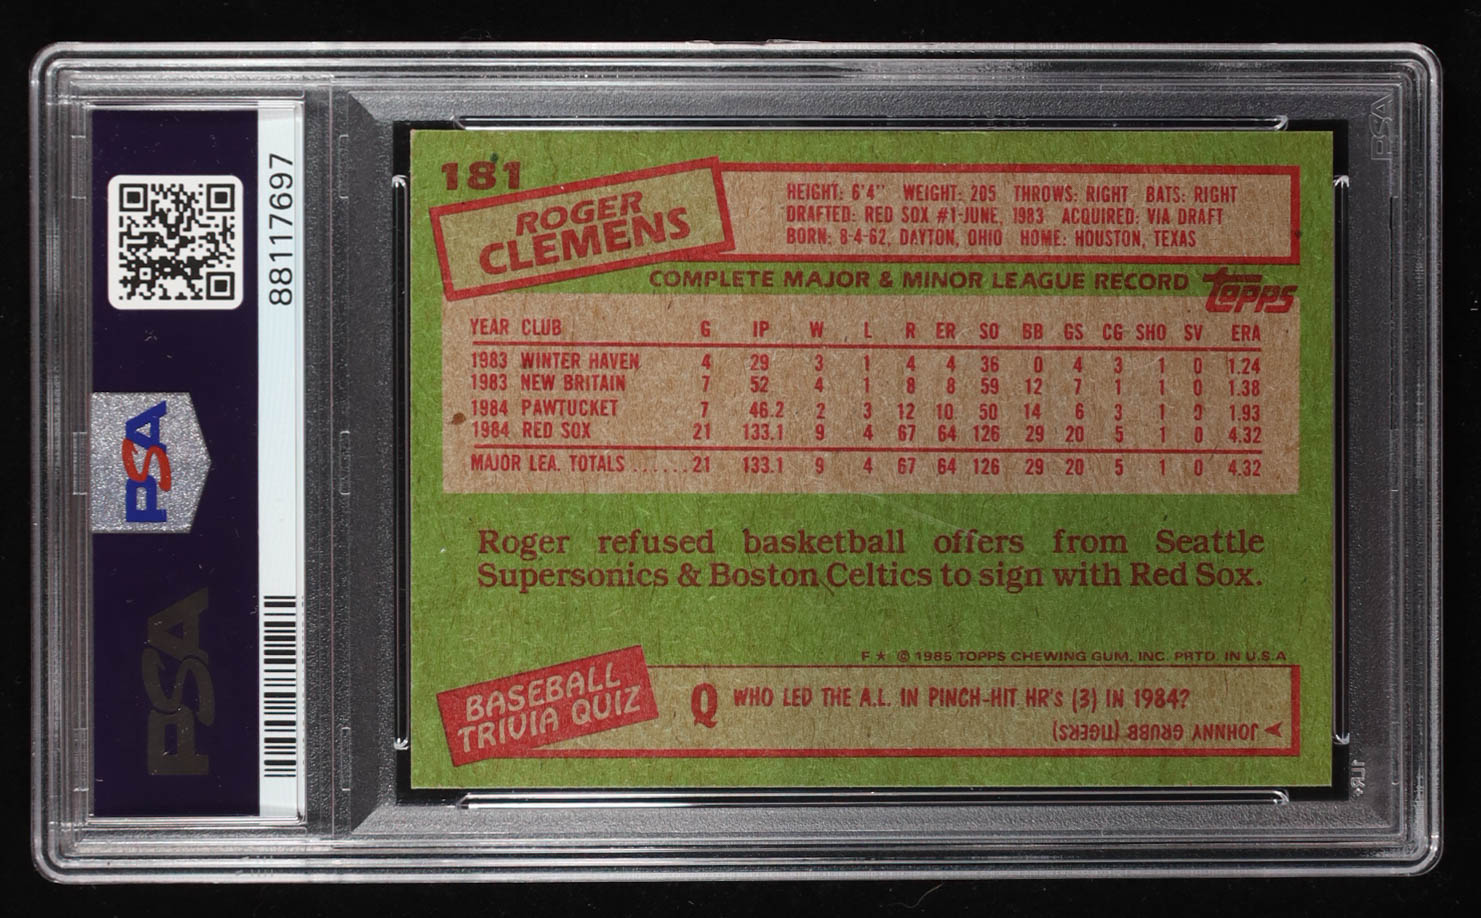 88117697
PSA
PSA
PSA
181
ROGER
CLEMENS
HEIGHT: 6'4" WEIGHT: 205 THROWS: RIGHT BATS: RIGHT
DRAFTED: RED SOX #1-JUNE, 1983 ACQUIRED: VIA DRAFT
BORN: 8-4-62, DAYTON, OHIO HOME: HOUSTON, TEXAS
COMPLETE MAJOR & MINOR LEAGUE RECORD
Topps
YEAR CLUB G IP W L R ER SO BB GS CG SHO SV ERA
1983 WINTER HAVEN 4 29 3 1 4 4 36 0 4 3 1 0 1.24
1983 NEW BRITAIN 7 52 4 1 8 8 59 12 7 1 1 0 1.38
1984 PAWTUCKET 7 46.2 2 3 12 10 50 14 6 3 1 0 1.93
1984 RED SOX 21 133.1 9 4 67 64 126 29 20 5 1 0 4.32
MAJOR LEA. TOTALS ......21 133.1 9 4 67 64 126 29 20 5 1 0 4.32
Roger refused basketball offers from Seattle
Supersonics & Boston Celtics to sign with Red Sox.
F ★ © 1985 TOPPS CHEWING GUM, INC. PRTD. IN U.S.A.
BASEBALL
TRIVIA QUIZ
Q WHO LED THE A.L. IN PINCH-HIT HR'S (3) IN 1984?
JOHNNY GRUBB (TIGERS)